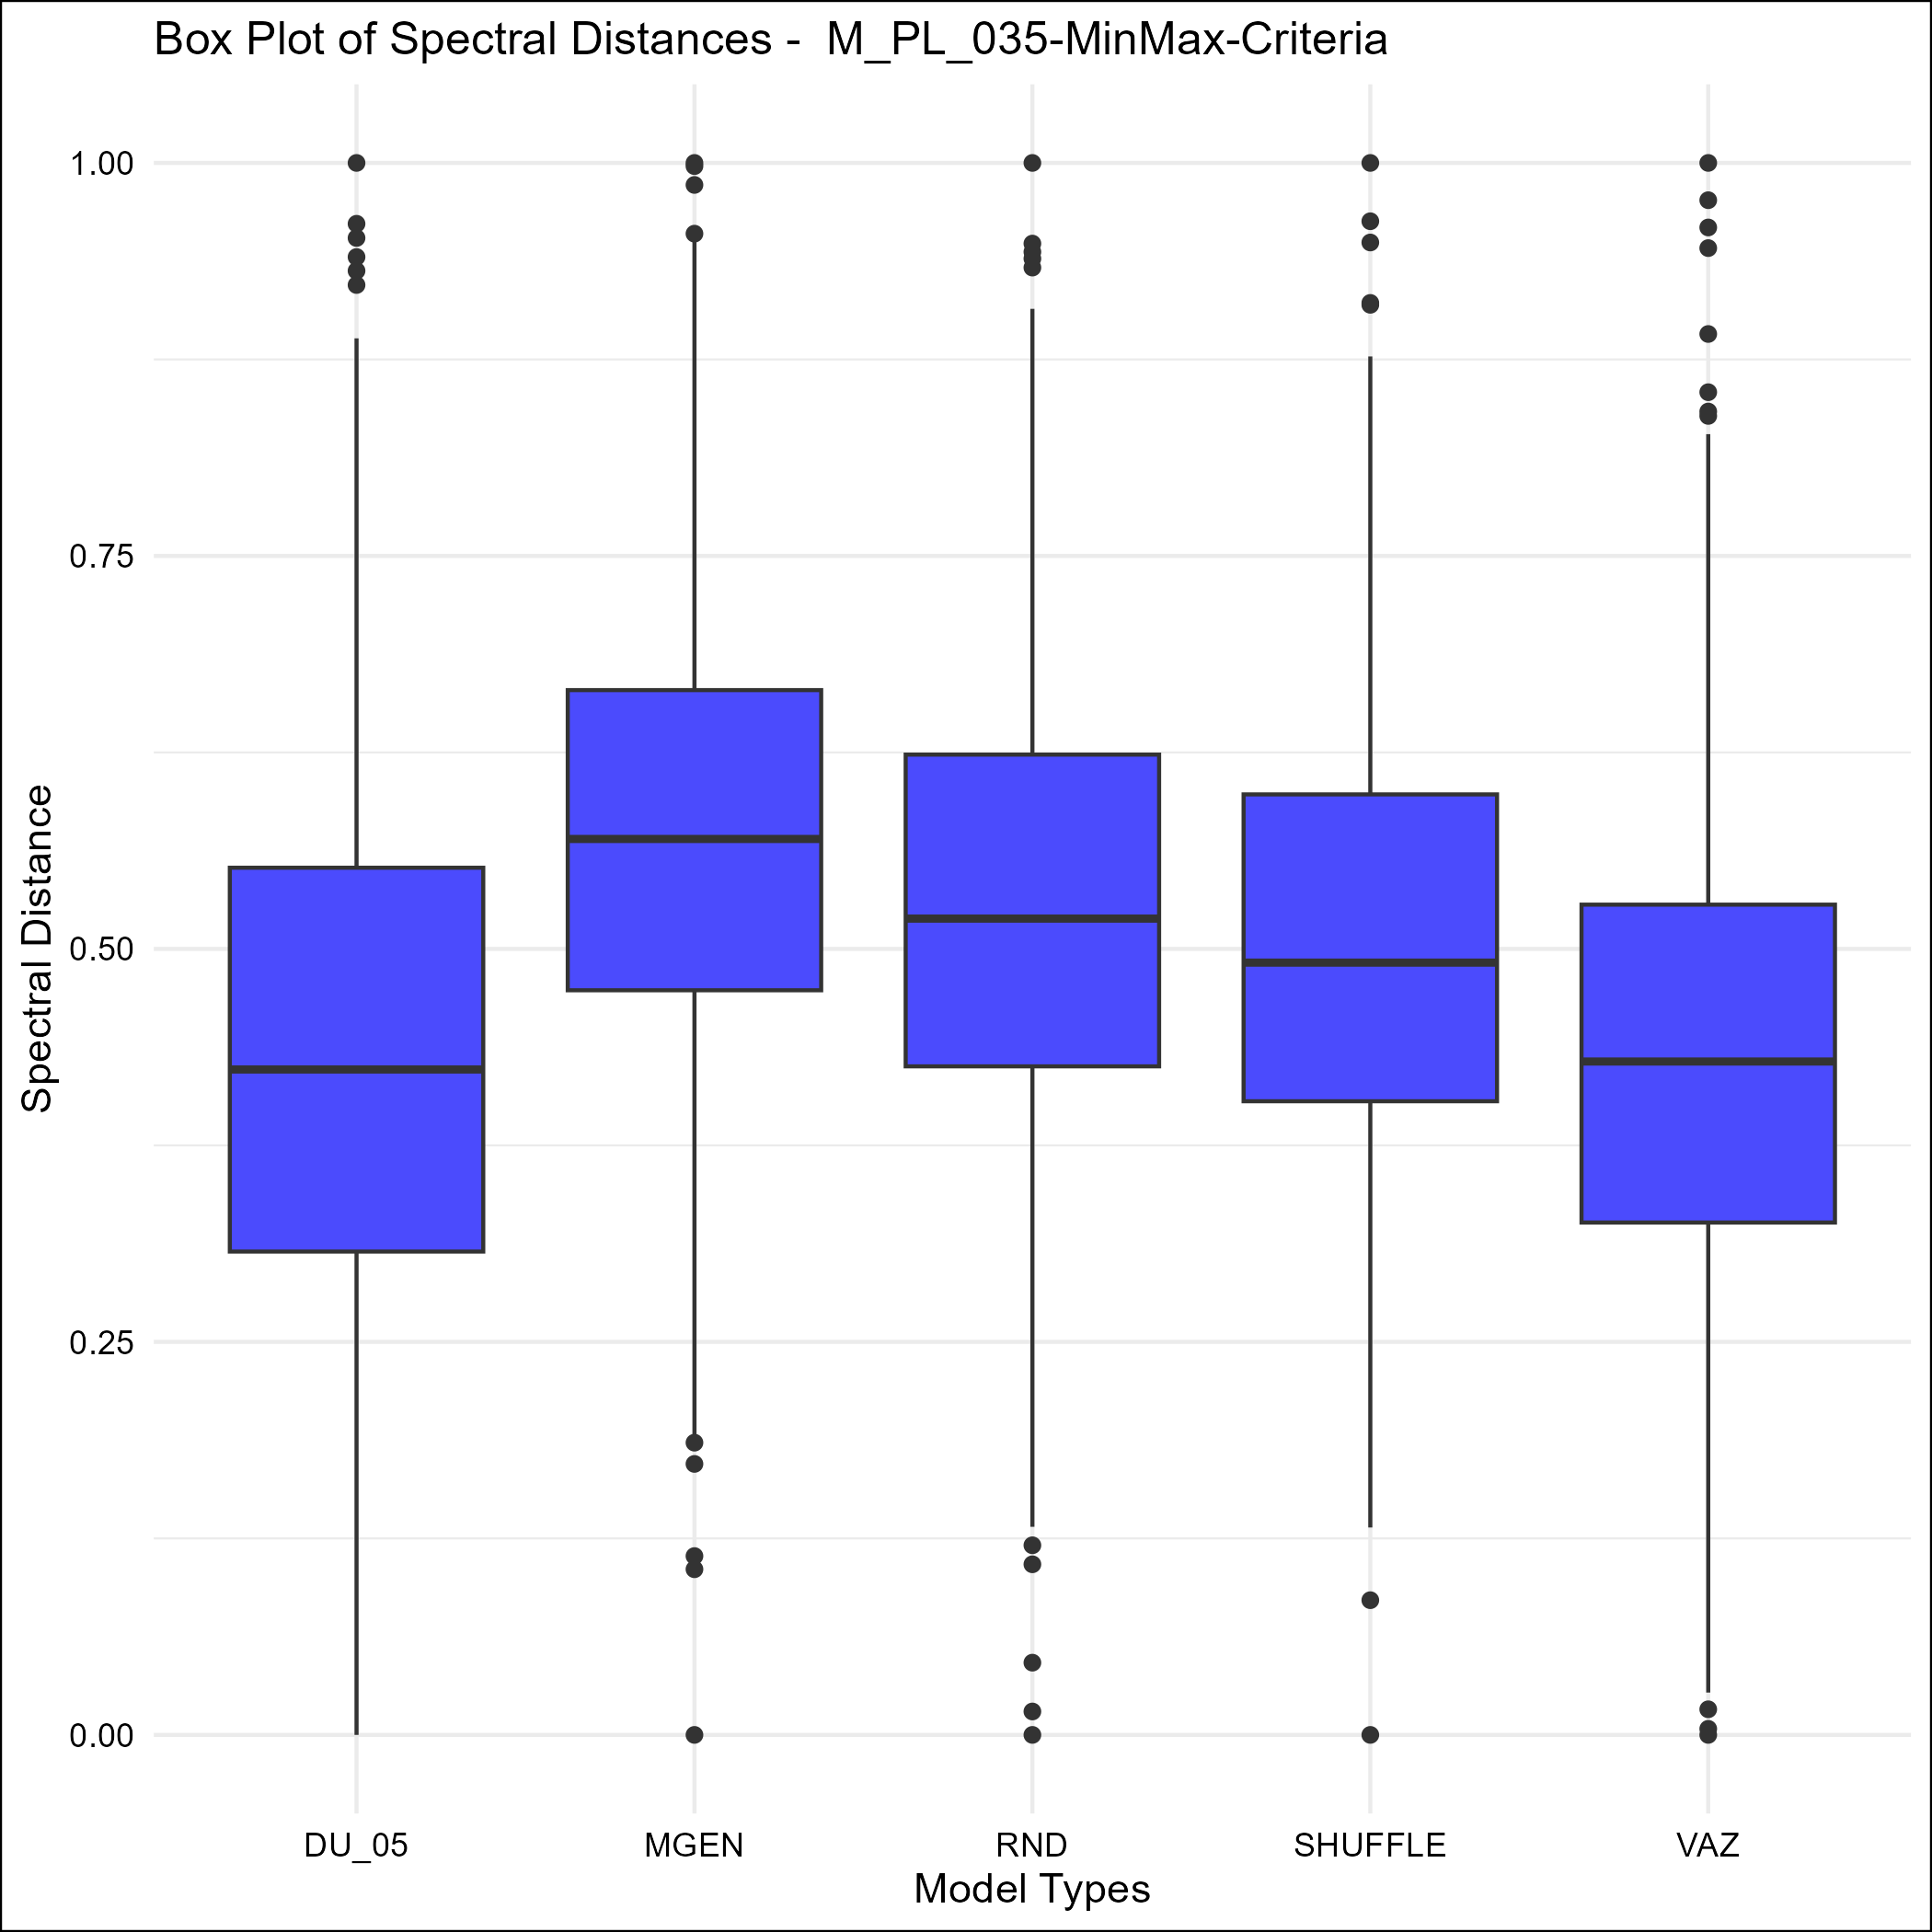 Box Plot of Spectral Distances -  M_PL_035-MinMax-Criteria
1.00
0.75
0.50
0.25
0.00
Spectral Distance
DU_05 MGEN RND SHUFFLE VAZ
Model Types